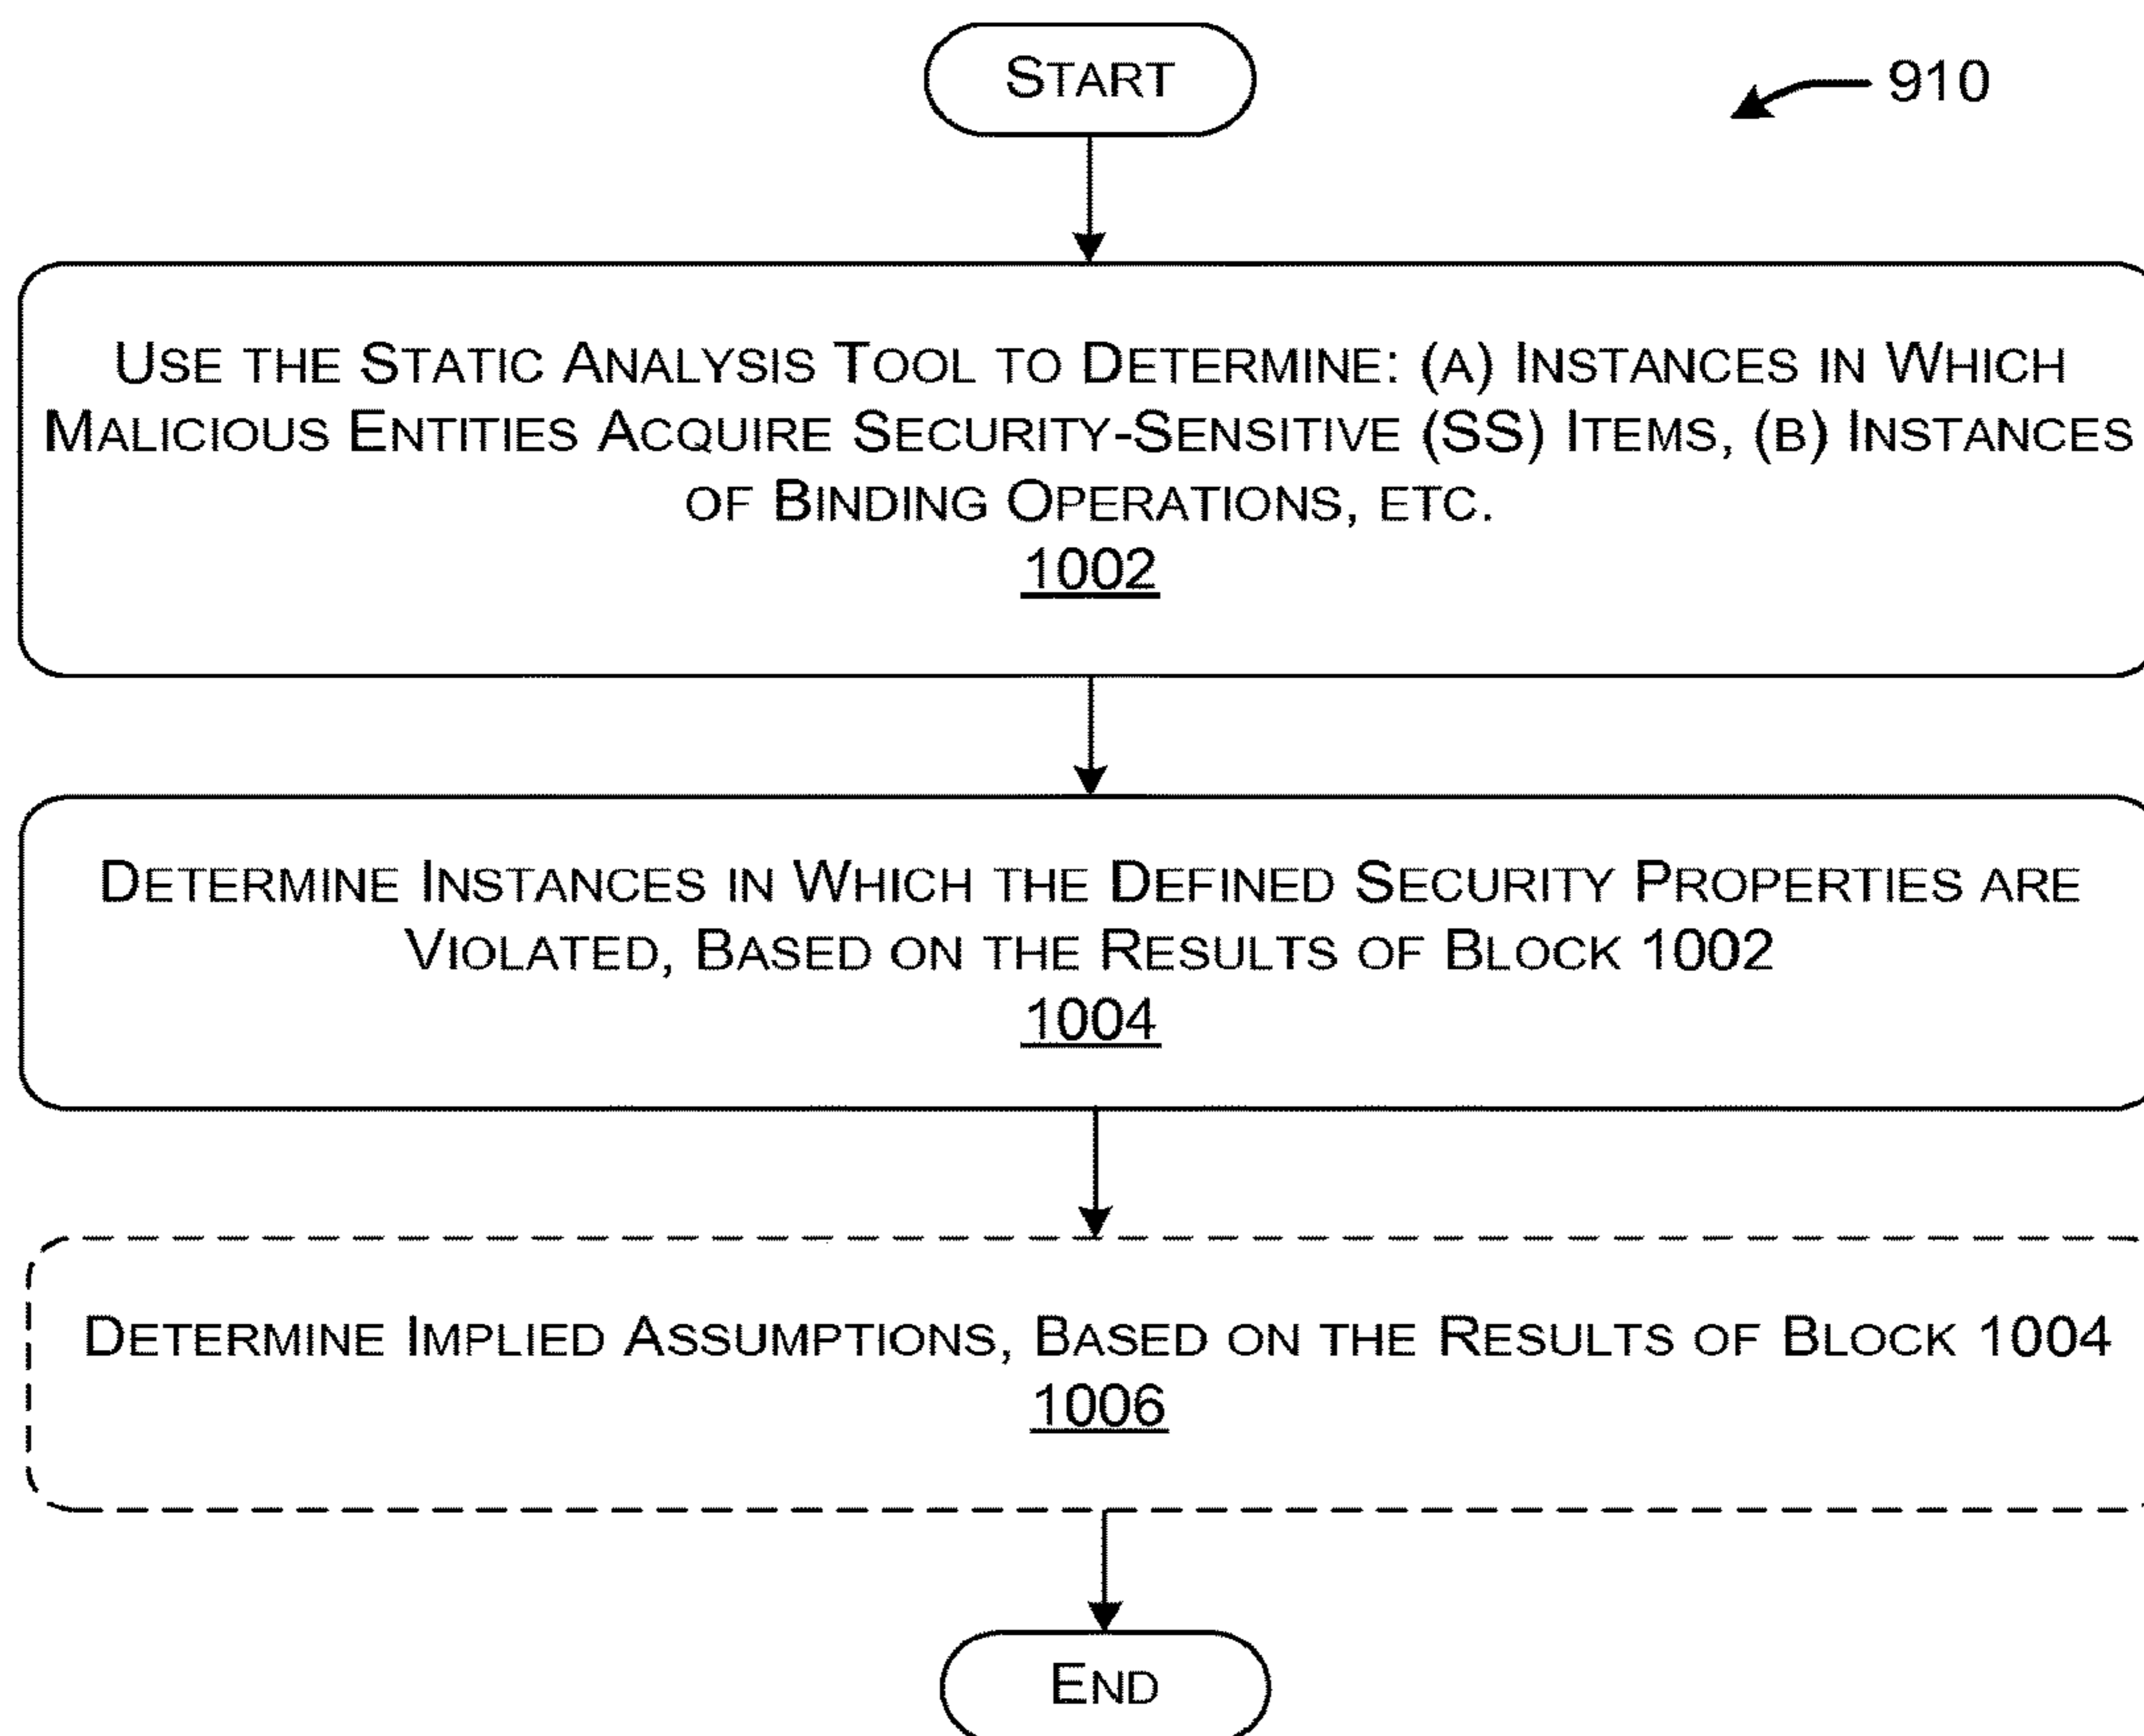 START
910
USE THE STATIC ANALYSIS TOOL TO DETERMINE: (A) INSTANCES IN WHICH
MALICIOUS ENTITIES ACQUIRE SECURITY-SENSITIVE (SS) ITEMS, (B) INSTANCES
OF BINDING OPERATIONS, ETC.
1002
DETERMINE INSTANCES IN WHICH THE DEFINED SECURITY PROPERTIES ARE
VIOLATED, BASED ON THE RESULTS OF BLOCK 1002
1004
DETERMINE IMPLIED ASSUMPTIONS, BASED ON THE RESULTS OF BLOCK 1004
1006
END